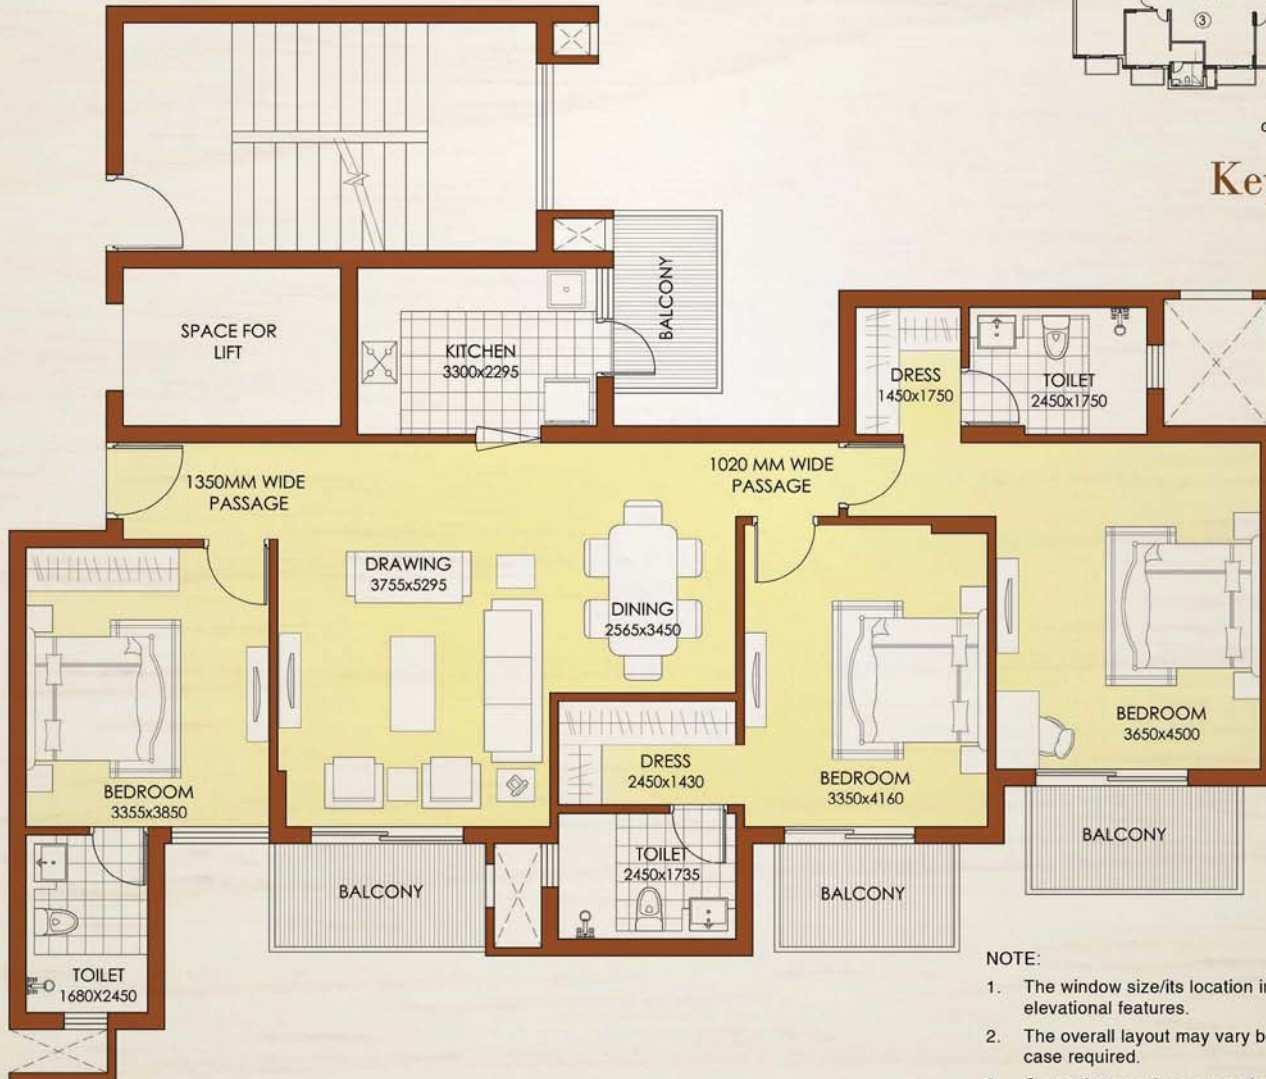 3
BALCONY
SPACE FOR
LIFT
KITCHEN
3300x2295
DRESS
1450x1750
TOILET
2450x1750
1350MM WIDE
PASSAGE
1020 MM WIDE
PASSAGE
DRAWING
3755x5295
DINING
2565x3450
BEDROOM
3650x4500
BEDROOM
3355x3850
DRESS
2450x1430
BEDROOM
3350x4160
BALCONY
TOILET
2450x1735
BALCONY
BALCONY
TOILET
1680X2450
NOTE:
1. The window size/its location
elevational features.
2. The overall layout may vary
case required.